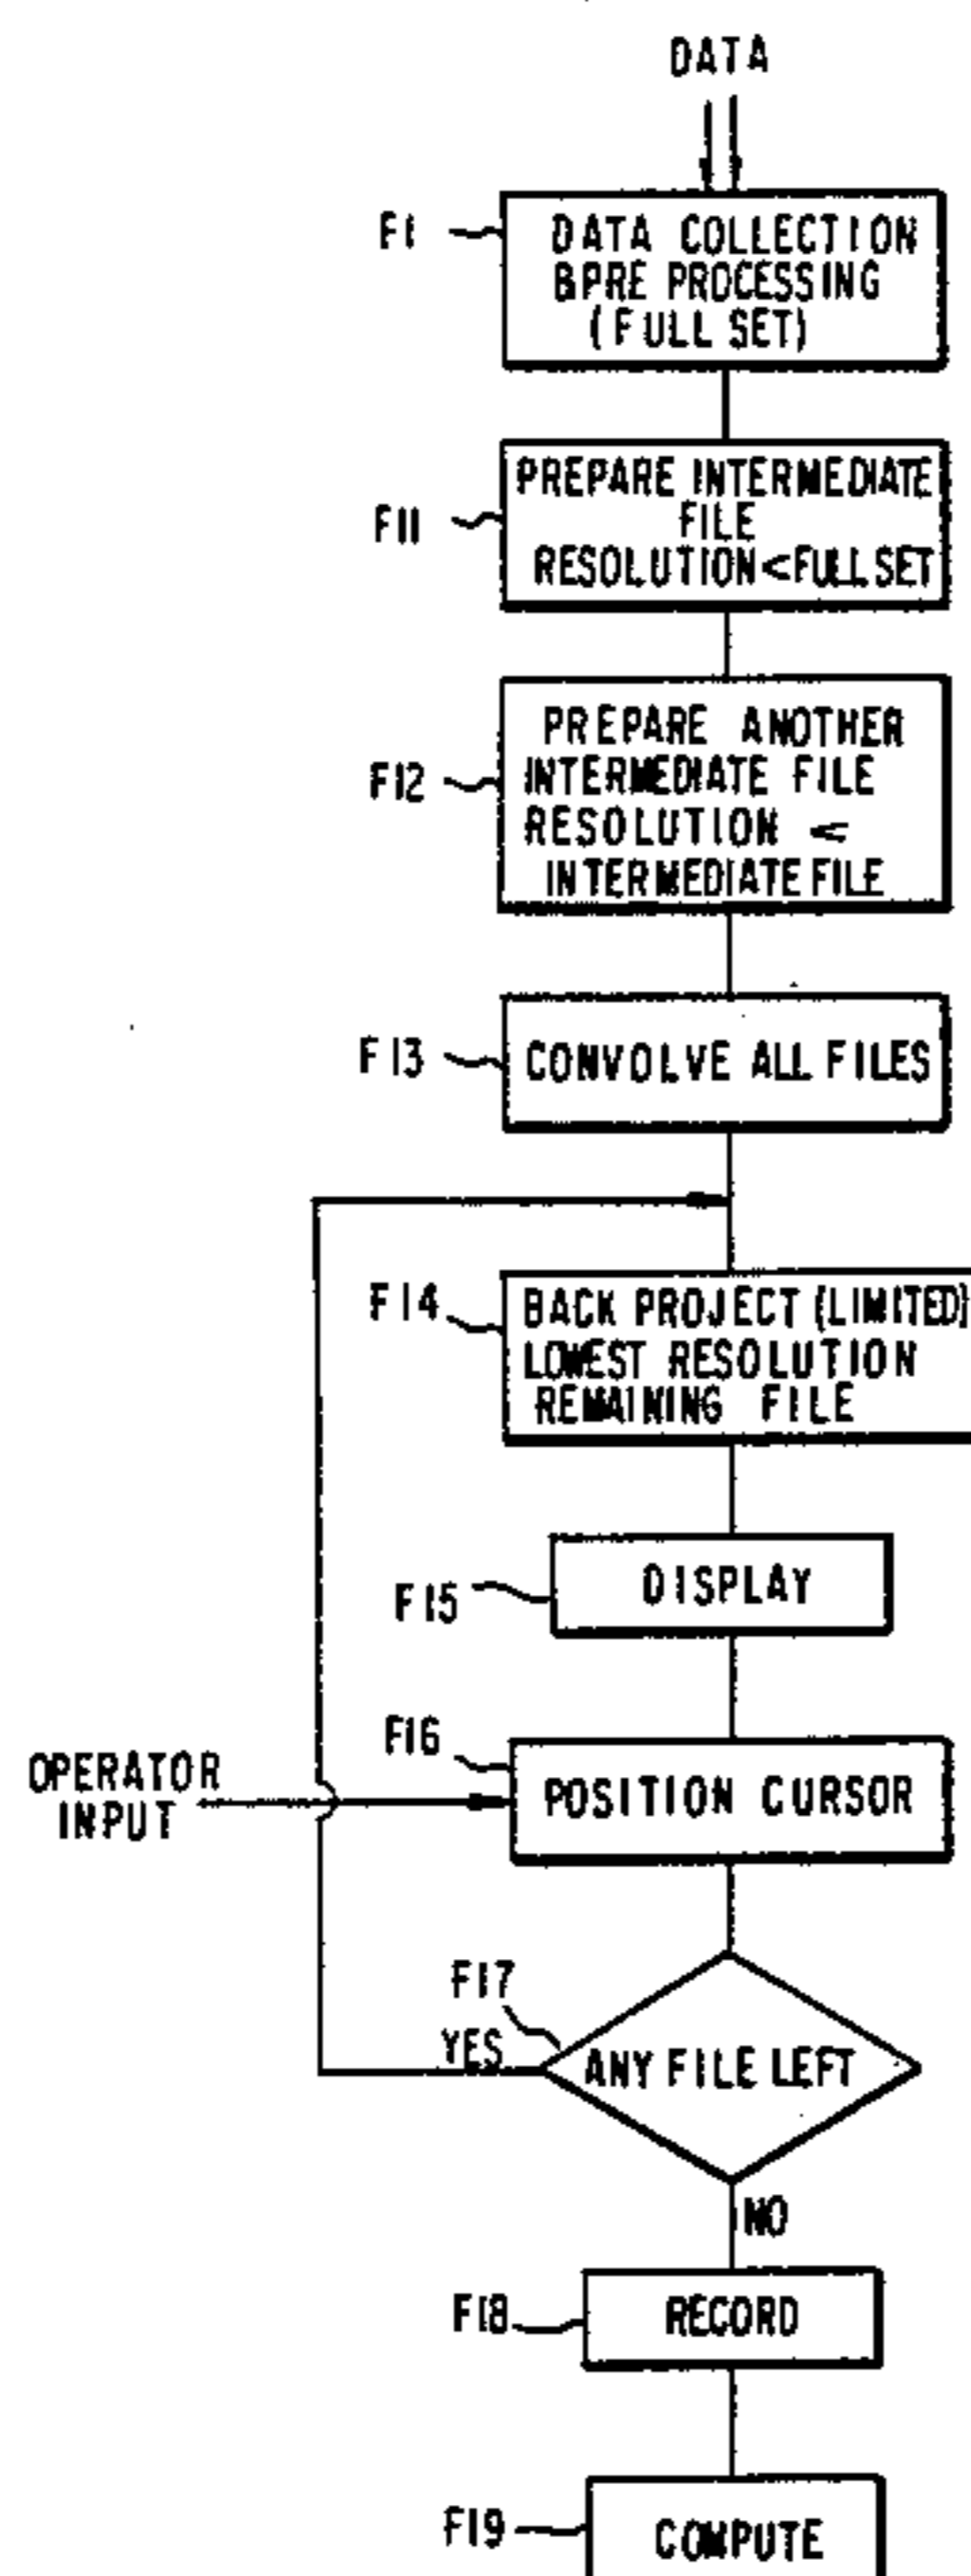 DATA
F1
DATA COLLECTION
&PRE PROCESSING
(FULL SET)
F11
PREPARE INTERMEDIATE
FILE
RESOLUTION<FULL SET
F12
PREPARE ANOTHER
INTERMEDIATE FILE
RESOLUTION <
INTERMEDIATE FILE
F13
CONVOLVE ALL FILES
F14
BACK PROJECT (LIMITED)
LOWEST RESOLUTION
REMAINING FILE
F15
DISPLAY
F16
OPERATOR
INPUT
POSITION CURSOR
F17
YES
ANY FILE LEFT
NO
F18
RECORD
F19
COMPUTE